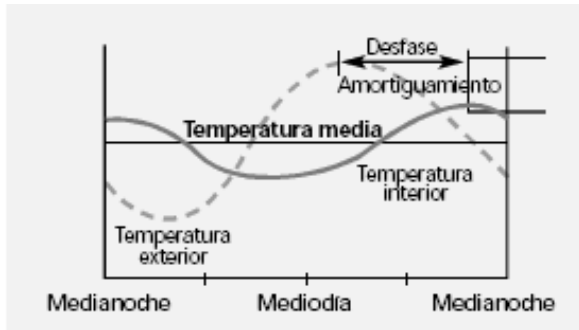 Desfase
Amortiguamiento
Temperatura media
Temperatura
interior
Temperatura
exterior
Medianoche
Mediodía
Medianoche